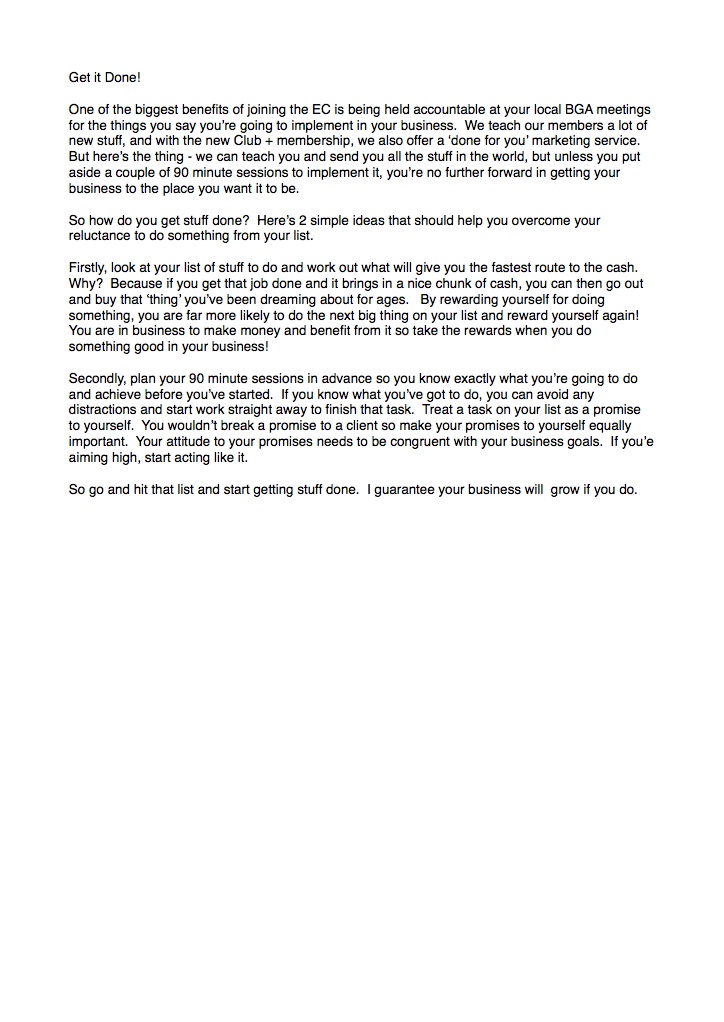 Get it Done!
One of the biggest benefits of joining the EC is being held accountable at your local BGA meetings
for the things you say you're going to implement in your business.  We teach our members a lot of
new stuff, and with the new Club + membership, we also offer a ‘done for you’ marketing service.
But here's the thing - we can teach you and send you all the stuff in the world, but unless you put
aside a couple of 90 minute sessions to implement it, you're no further forward in getting your
business to the place you want it to be.
So how do you get stuff done?  Here's 2 simple ideas that should help you overcome your
reluctance to do something from your list.
Firstly, look at your list of stuff to do and work out what will give you the fastest route to the cash.
Why?  Because if you get that job done and it brings in a nice chunk of cash, you can then go out
and buy that ‘thing’ you've been dreaming about for ages.   By rewarding yourself for doing
something, you are far more likely to do the next big thing on your list and reward yourself again!
You are in business to make money and benefit from it so take the rewards when you do
something good in your business!
Secondly, plan your 90 minute sessions in advance so you know exactly what you're going to do
and achieve before you've started.  If you know what you've got to do, you can avoid any
distractions and start work straight away to finish that task.  Treat a task on your list as a promise
to yourself.  You wouldn't break a promise to a client so make your promises to yourself equally
important.  Your attitude to your promises needs to be congruent with your business goals.  If you'e
aiming high, start acting like it.
So go and hit that list and start getting stuff done.  I guarantee your business will  grow if you do.